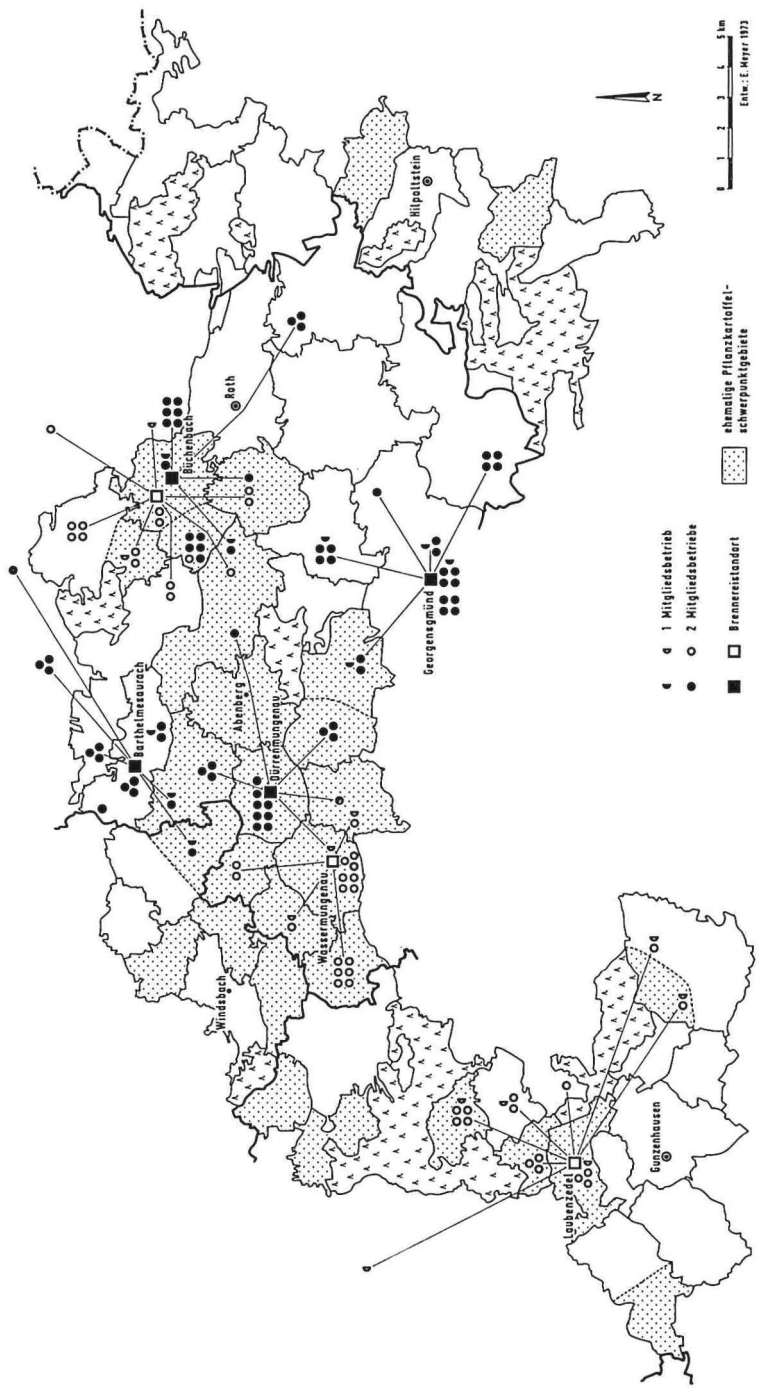 Barthelmesaurach
Büchenbach
Roth
Abenberg
Dürrenmungenau
Windsbach
Wassermungenau
Georgensgmünd
Hilpoltstein
Laubenzedel
Gunzenhausen
1 Mitgliedsbetrieb
2 Mitgliedsbetriebe
Brennereistandort
ehemalige Pflanzkartoffel-
schwerpunktgebiete
N
0 1 2 3 4 5 km
Entw.: E. Meyer 1973